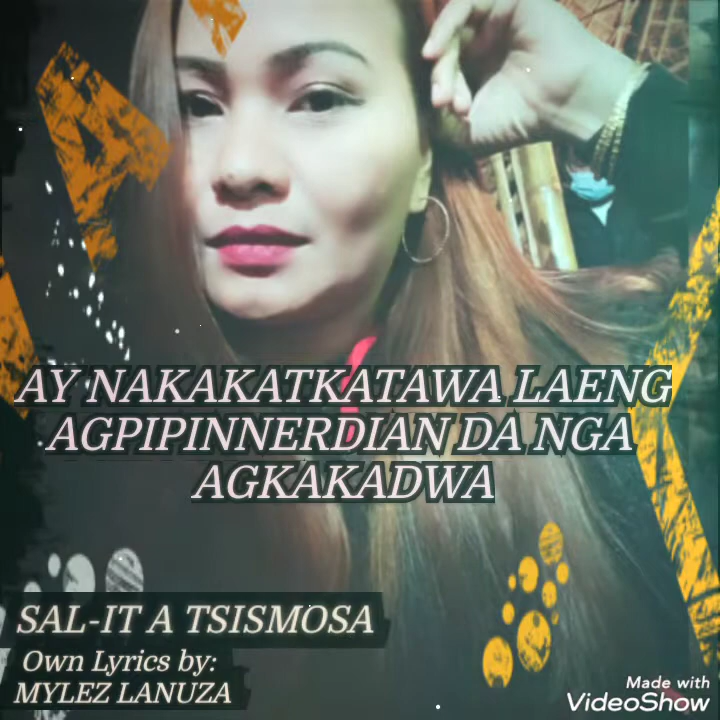 AY NAKAKATKATAWA LAENG
AGPIPINNERDIAN DA NGA
AGKAKADWA
SAL-IT A TSISMOSA
Own Lyrics by:
MYLEZ LANUZA
Made with
VideoShow